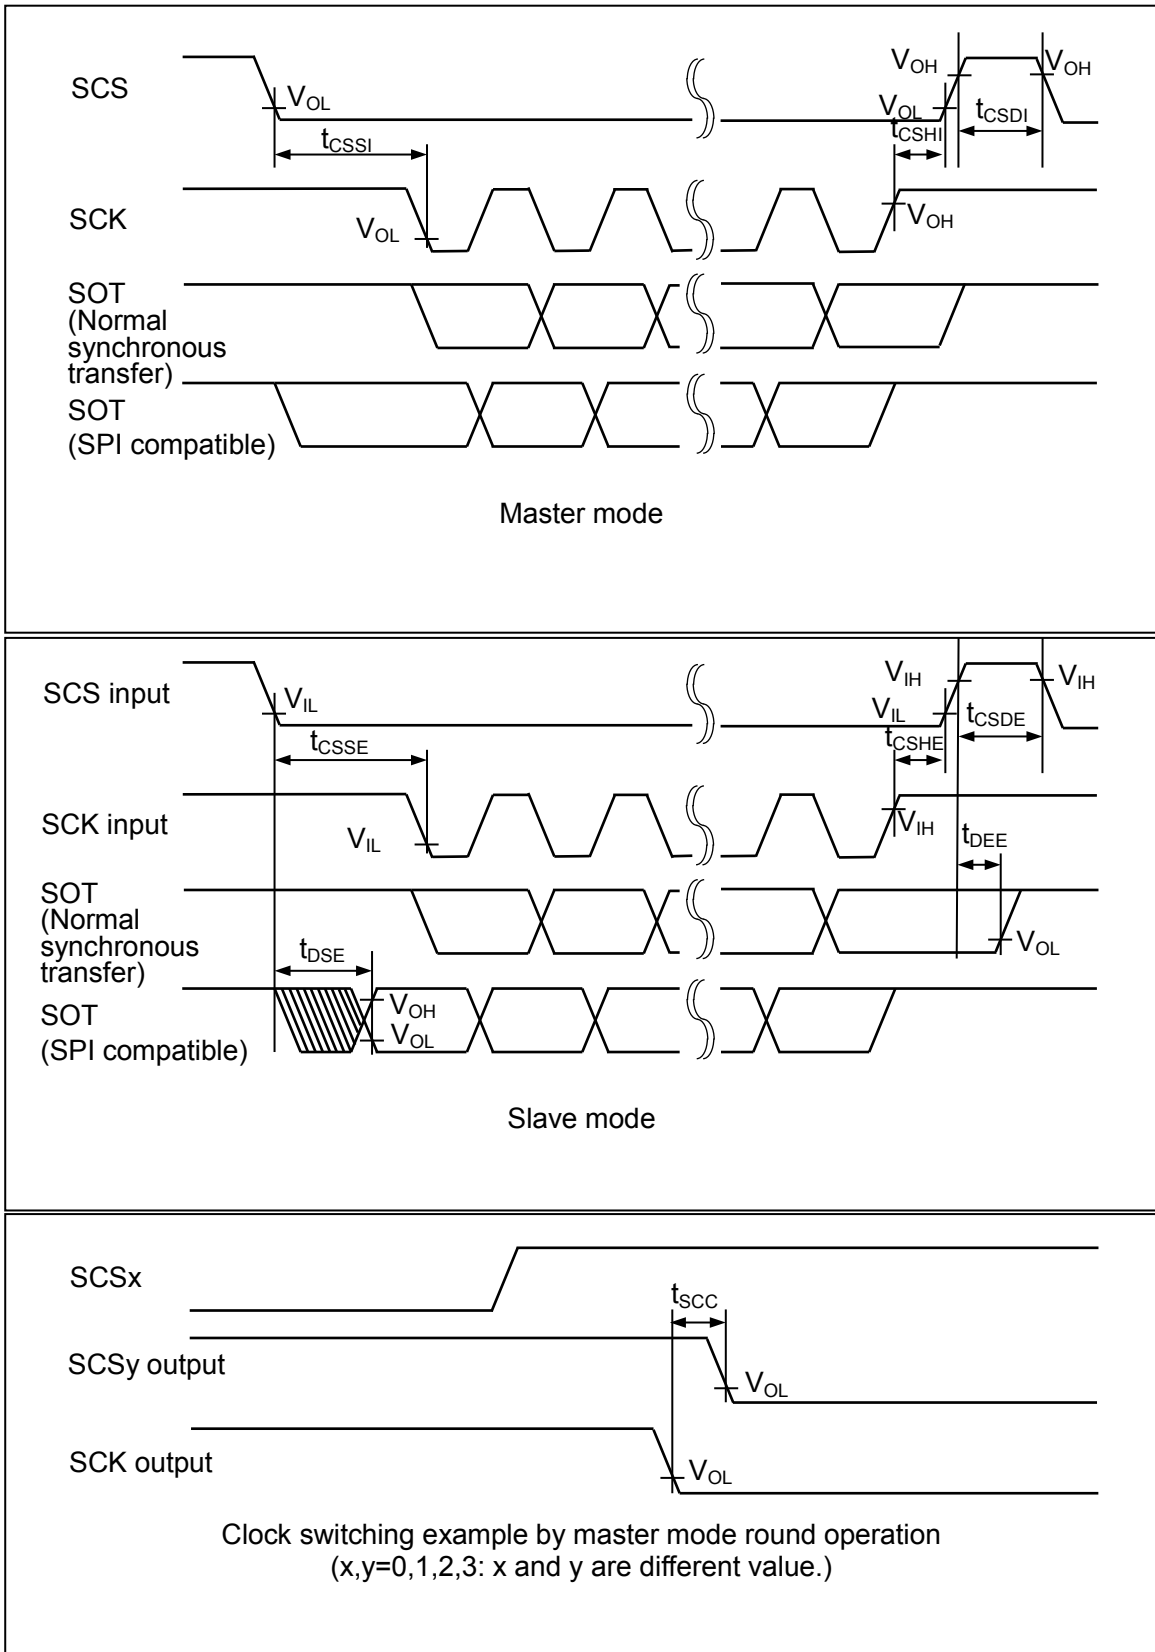 SCS
VOL
VOH
VOH
VOL
tCSSI
tCSHI
tCSDI
SCK
VOL
VOH
SOT
(Normal
synchronous
transfer)
SOT
(SPI compatible)
Master mode
SCS input
VIL
VIH
VIH
VIL
tCSSE
tCSHE
tCSDE
SCK input
VIL
VIH
tDEE
SOT
(Normal
synchronous
transfer)
tDSE
VOL
SOT
(SPI compatible)
VOH
VOL
Slave mode
SCSx
tSCC
SCSy output
VOL
SCK output
VOL
Clock switching example by master mode round operation
(x,y=0,1,2,3: x and y are different value.)